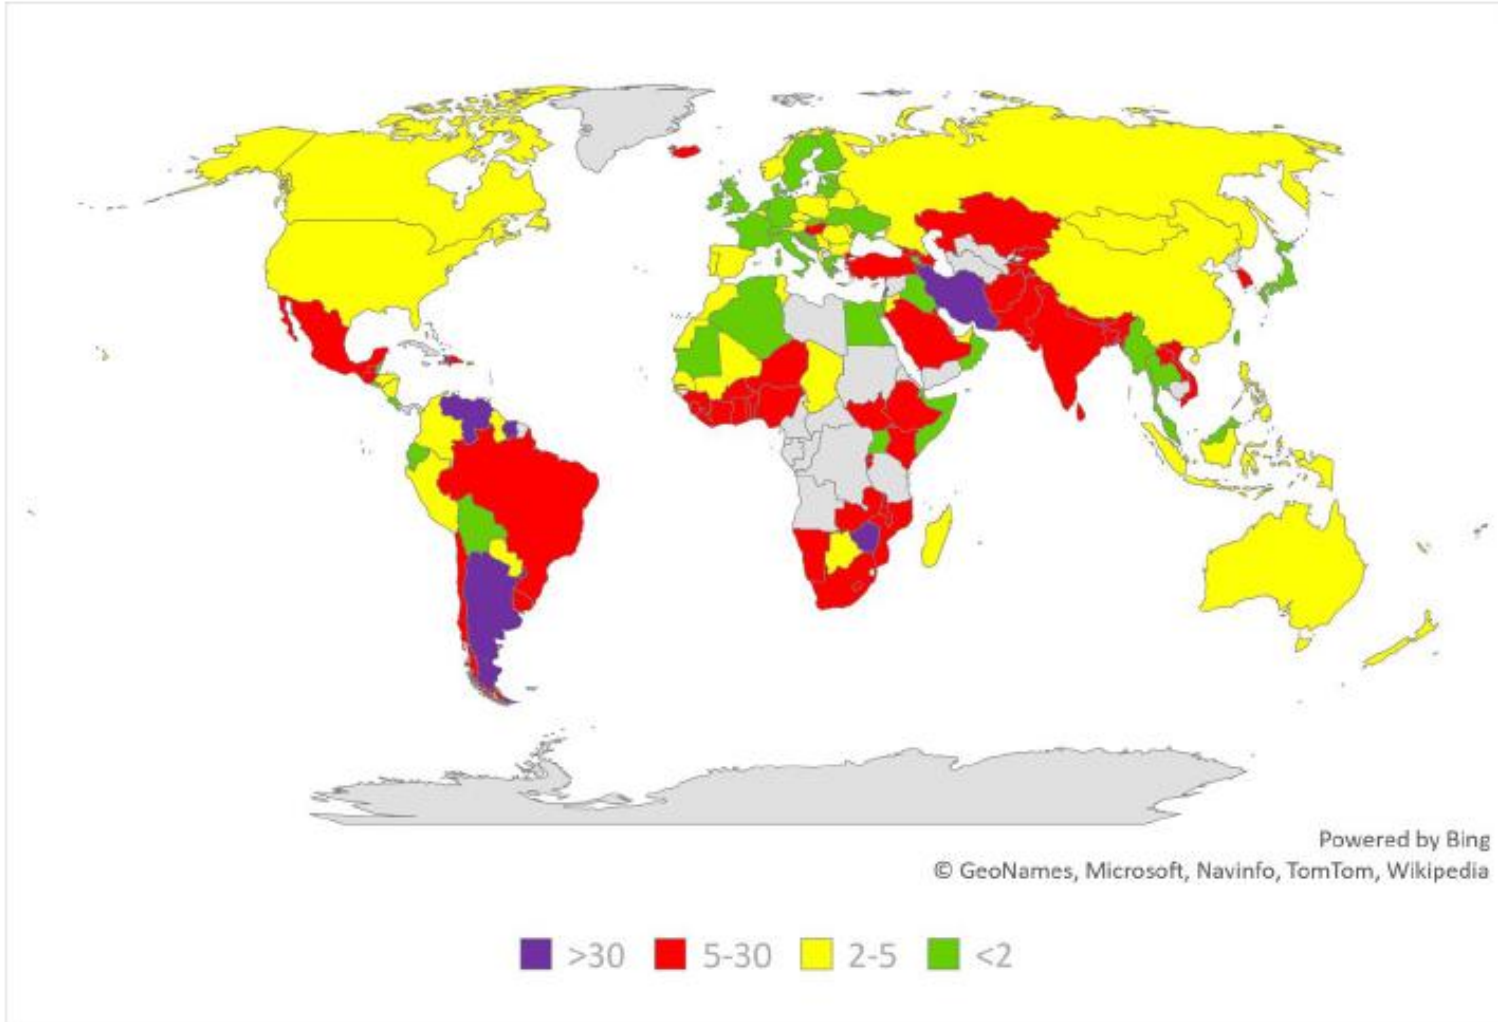 Powered by Bing
© GeoNames, Microsoft, Navinfo, TomTom, Wikipedia
>30 5-30 2-5 <2